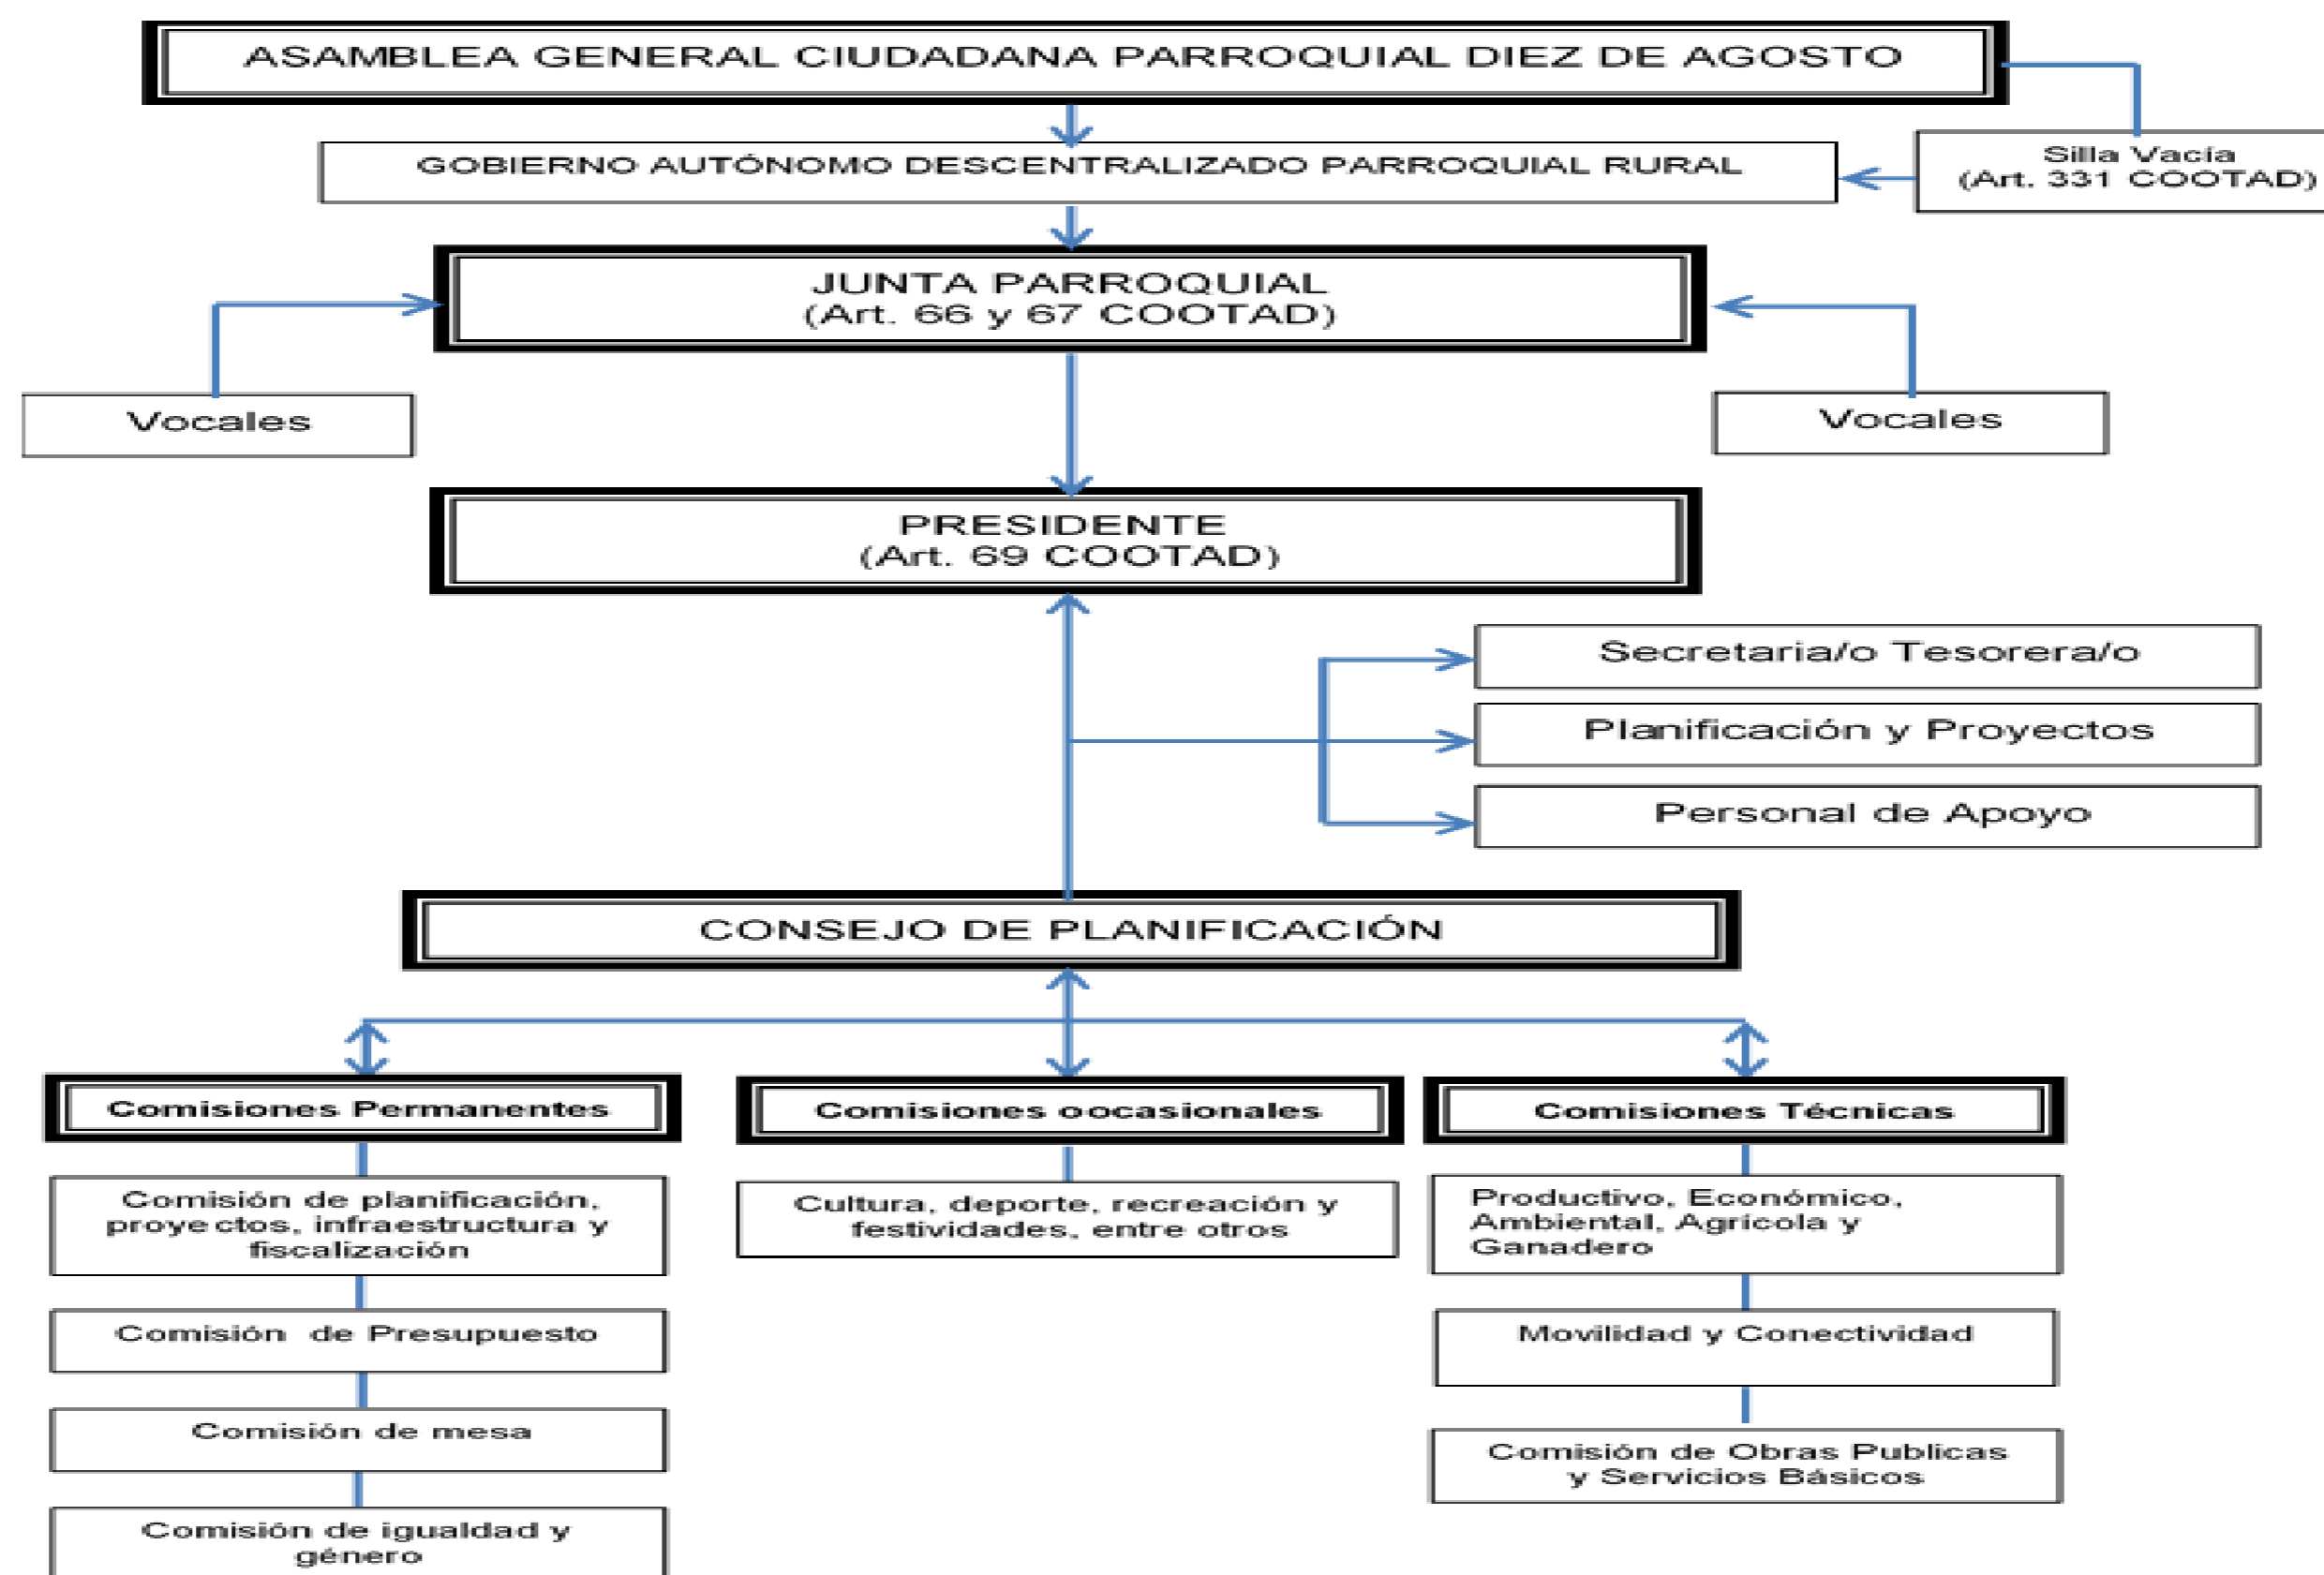 ASAMBLEA GENERAL CIUDADANA PARROQUIAL DIEZ DE AGOSTO
GOBIERNO AUTÓNOMO DESCENTRALIZADO PARROQUIAL RURAL
Silla Vacía
(Art. 331 COOTAD)
JUNTA PARROQUIAL
(Art. 66 y 67 COOTAD)
Vocales
Vocales
PRESIDENTE
(Art. 69 COOTAD)
Secretaria/o Tesorera/o
Planificación y Proyectos
Personal de Apoyo
CONSEJO DE PLANIFICACIÓN
Comisiones Permanentes
Comisión de planificación,
proyectos, infraestructura y
fiscalización
Comisión de Presupuesto
Comisión de mesa
Comisión de igualdad y
género
Comisiones oocasionales
Cultura, deporte, recreación y
festividades, entre otros
Comisiones Técnicas
Productivo, Económico,
Ambiental, Agrícola y
Ganadero
Movilidad y Conectividad
Comisión de Obras Publicas
y Servicios Básicos